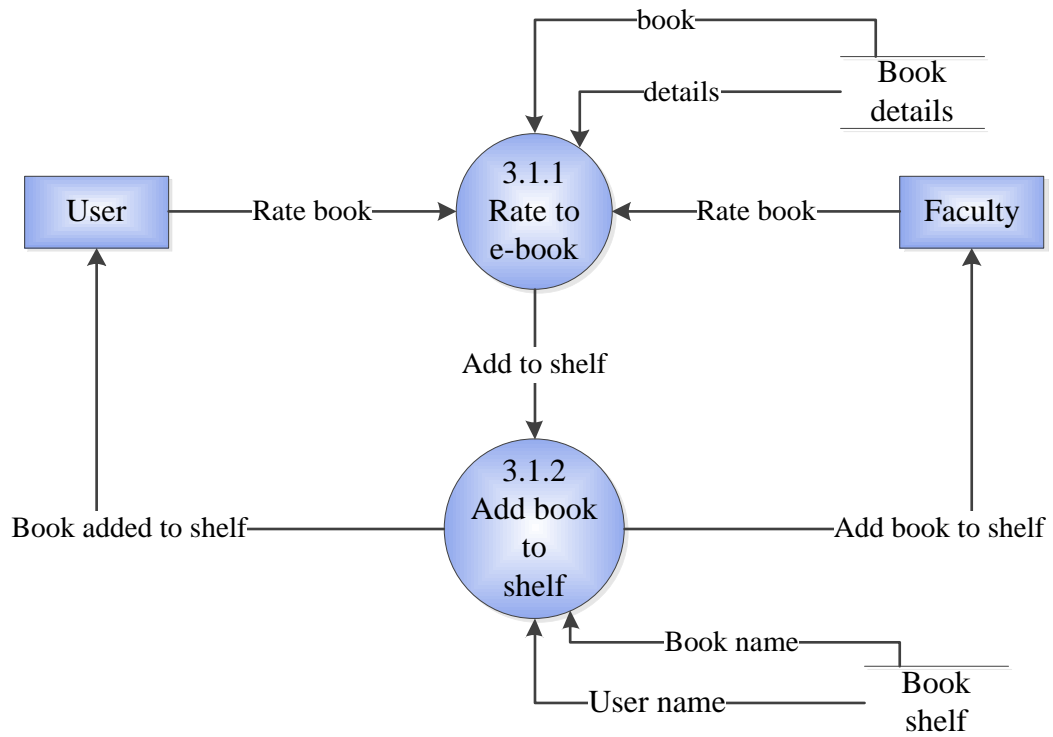 book
Book
details
details
3.1.1
Rate to
e-book
User
Rate book
Rate book
Faculty
Add to shelf
3.1.2
Add book
to
shelf
Book added to shelf
Add book to shelf
Book name
User name
Book
shelf